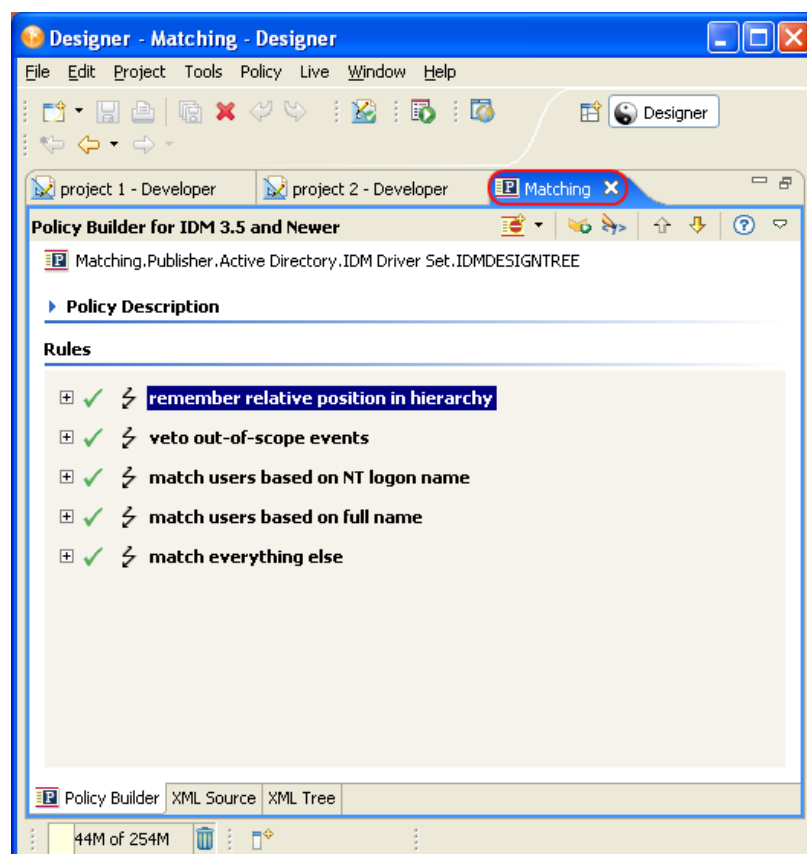 Designer - Matching - Designer
File Edit Project Tools Policy Live Window Help
Designer
project 1 - Developer project 2 - Developer P Matching
Policy Builder for IDM 3.5 and Newer ?
P Matching.Publisher.Active Directory.IDM Driver Set.IDMDESIGNTREE
Policy Description
Rules
remember relative position in hierarchy
veto out-of-scope events
match users based on NT logon name
match users based on full name
match everything else
P Policy Builder XML Source XML Tree
44M of 254M